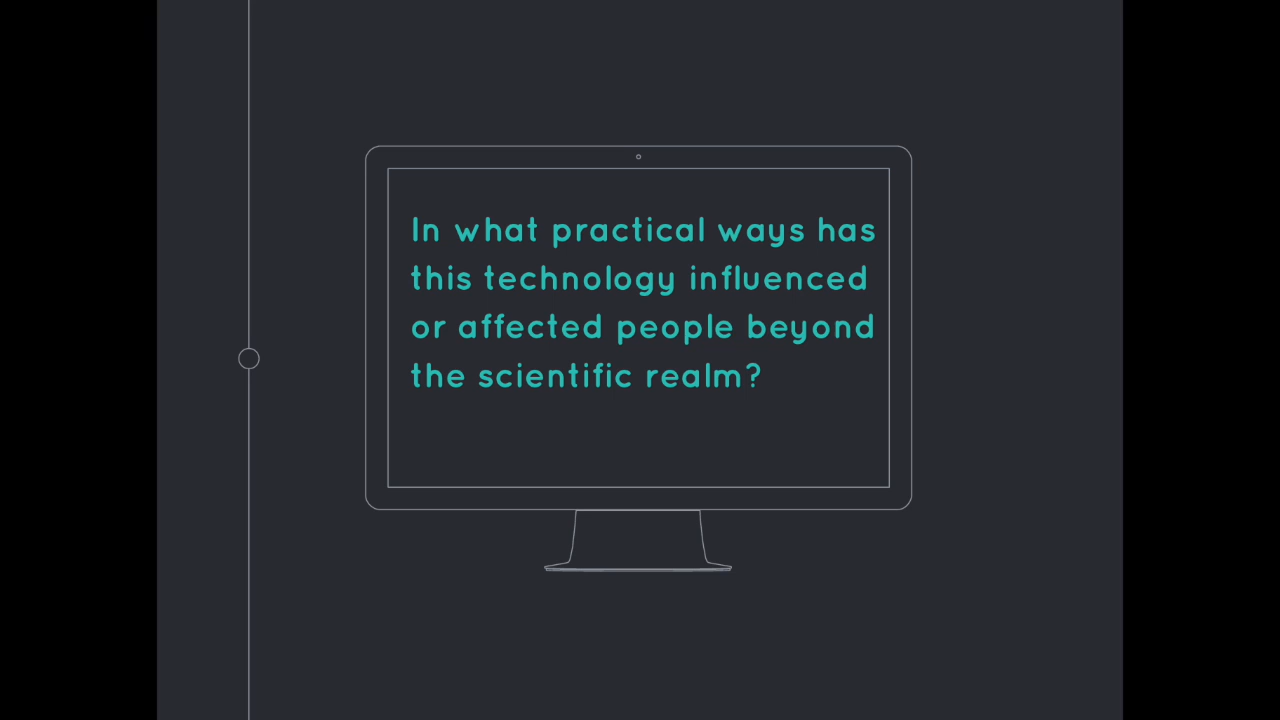 In what practical ways has
this technology influenced
or affected people beyond
the scientific realm?